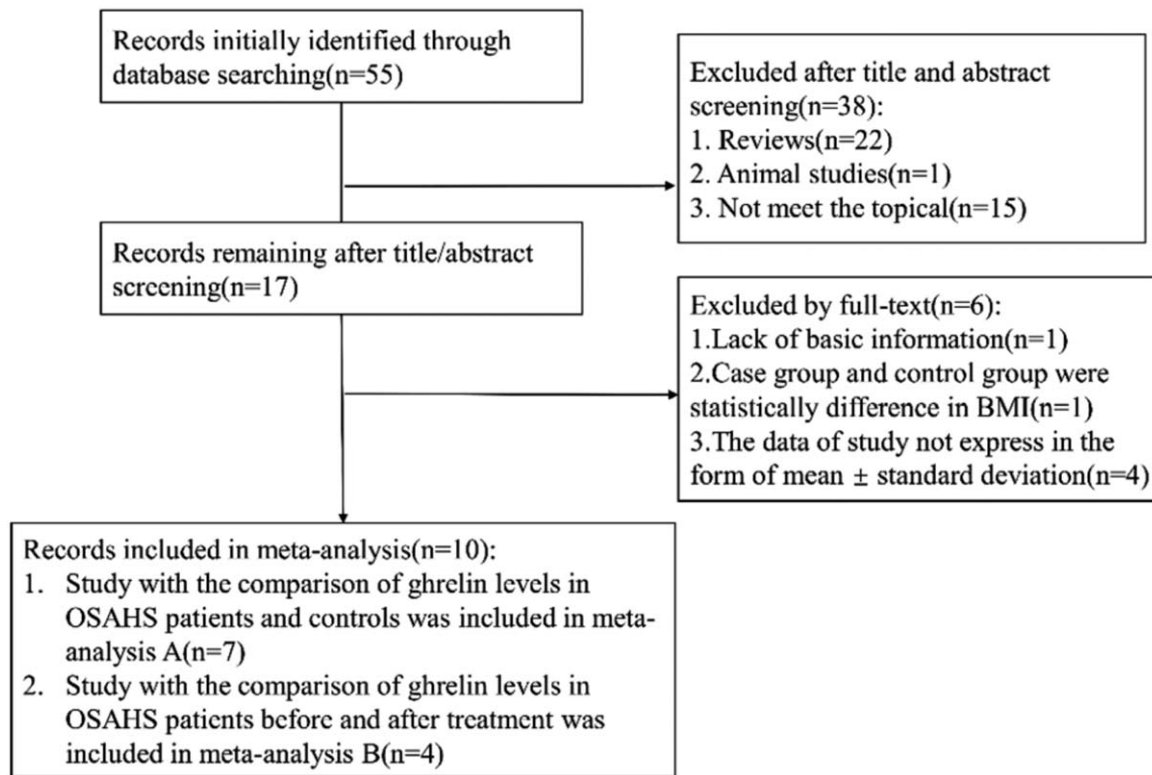 Records initially identified through
database searching(n=55)
Excluded after title and abstract
screening(n=38):
1. Reviews(n=22)
2. Animal studies(n=1)
3. Not meet the topical(n=15)
Records remaining after title/abstract
screening(n=17)
Excluded by full-text(n=6):
1.Lack of basic information(n=1)
2.Case group and control group were
statistically difference in BMI(n=1)
3.The data of study not express in the
form of mean ± standard deviation(n=4)
Records included in meta-analysis(n=10):
1. Study with the comparison of ghrelin levels in
OSAHS patients and controls was included in meta-
analysis A(n=7)
2. Study with the comparison of ghrelin levels in
OSAHS patients before and after treatment was
included in meta-analysis B(n=4)